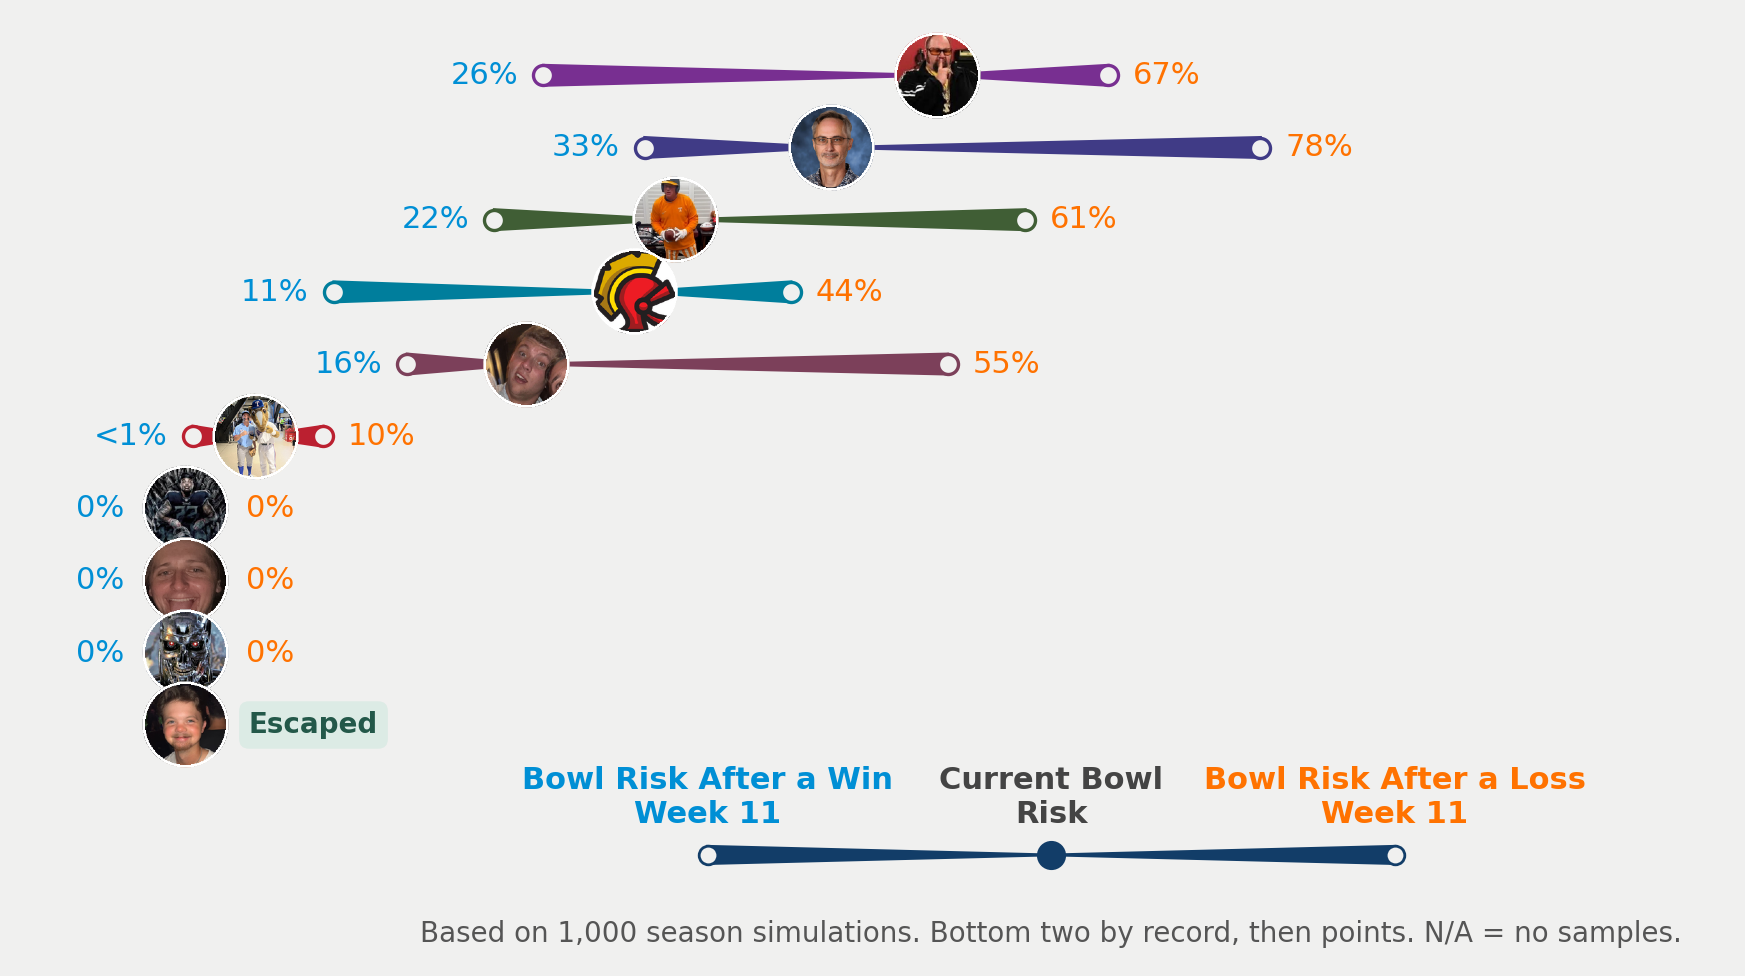 26% 67%
33% 78%
22% 61%
11% 44%
16% 55%
<1% 10%
0% 0%
0% 0%
0% 0%
Escaped
Bowl Risk After a Win
Week 11
Current Bowl
Risk
Bowl Risk After a Loss
Week 11
Based on 1,000 season simulations. Bottom two by record, then points. N/A = no samples.